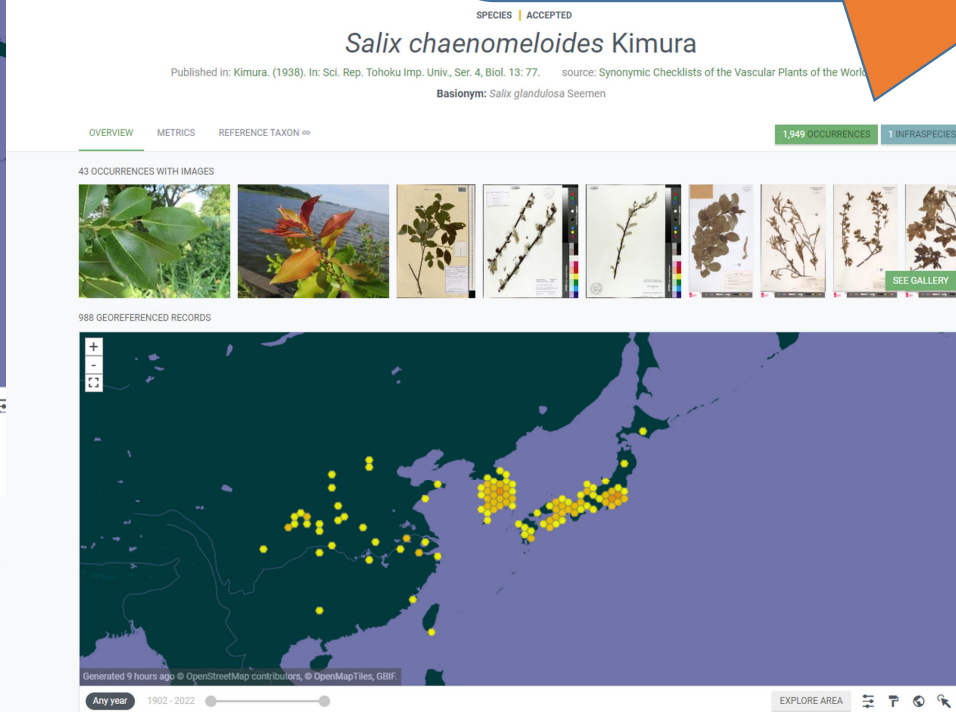 SPECIES | ACCEPTED
Salix chaenomeloides Kimura
Published in: Kimura. (1938). In: Sci. Rep. Tohoku Imp. Univ., Ser. 4, Biol. 13: 77. source: Synonymic Checklists of the Vascular Plants of the World
Basionym: Salix glandulosa Seemen
OVERVIEW METRICS REFERENCE TAXON
1,949 OCCURRENCES 1 INFRASPECIES
43 OCCURRENCES WITH IMAGES
SEE GALLERY
988 GEOREFERENCED RECORDS
+
-
Generated 9 hours ago © OpenStreetMap contributors, © OpenMapTiles, GBIF.
Any year 1902 - 2022 EXPLORE AREA